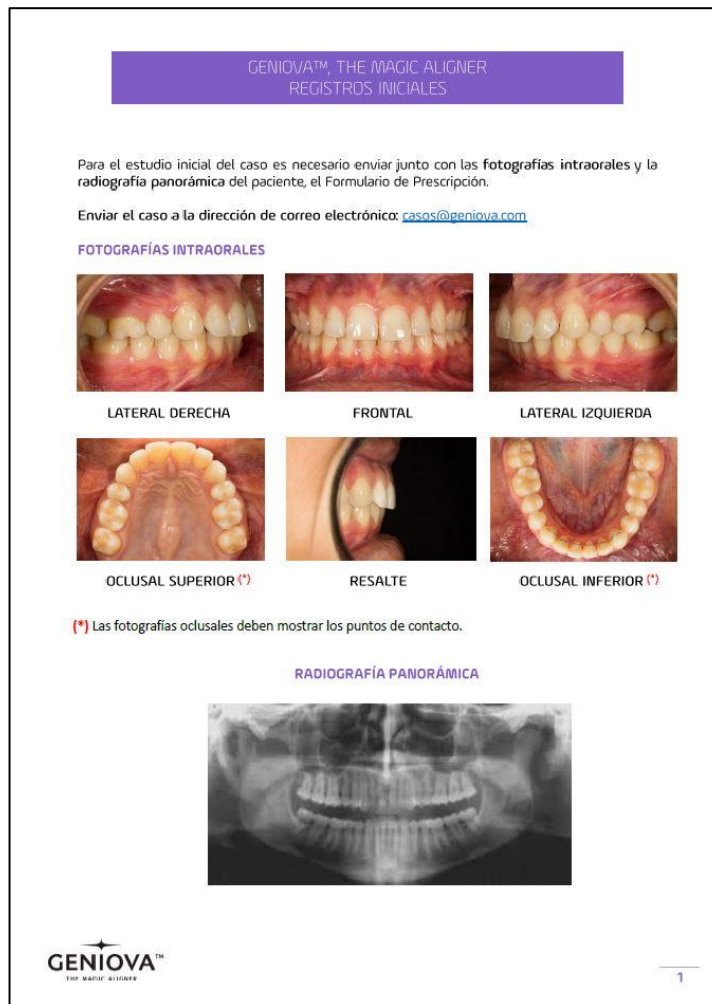 GENIOVA™, THE MAGIC ALIGNER
REGISTROS INICIALES
Para el estudio inicial del caso es necesario enviar junto con las fotografías intraorales y la
radiografía panorámica del paciente, el Formulario de Prescripción.
Enviar el caso a la dirección de correo electrónico: casos@geniova.com
FOTOGRAFÍAS INTRAORALES
LATERAL DERECHA
FRONTAL
LATERAL IZQUIERDA
OCLUSAL SUPERIOR (*)
RESALTE
OCLUSAL INFERIOR (*)
(*) Las fotografías oclusales deben mostrar los puntos de contacto.
RADIOGRAFÍA PANORÁMICA
GENIOVA™
THE MAGIC ALIGNER
1